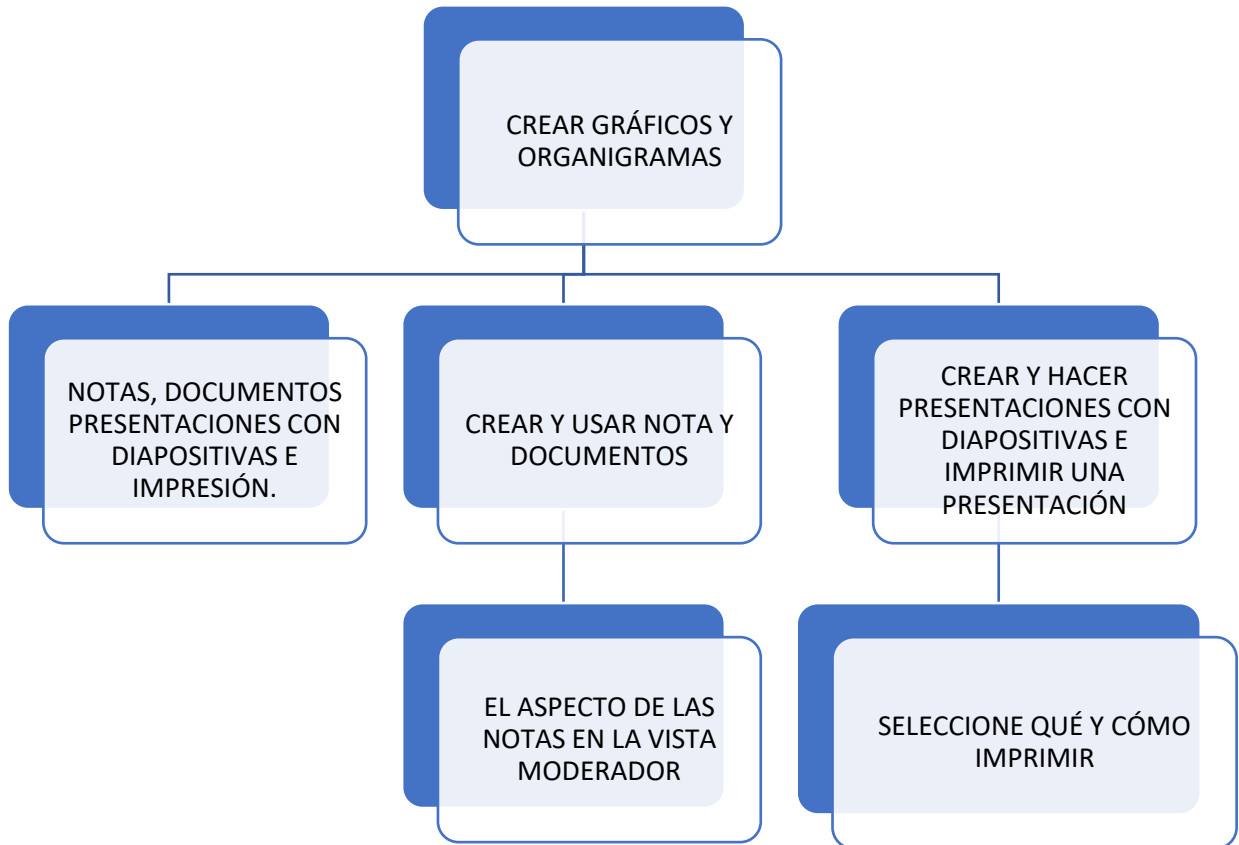 CREAR GRÁFICOS Y
ORGANIGRAMAS
NOTAS, DOCUMENTOS
PRESENTACIONES CON
DIAPOSITIVAS E
IMPRESIÓN.
CREAR Y USAR NOTA Y
DOCUMENTOS
CREAR Y HACER
PRESENTACIONES CON
DIAPOSITIVAS E
IMPRIMIR UNA
PRESENTACIÓN
EL ASPECTO DE LAS
NOTAS EN LA VISTA
MODERADOR
SELECCIONE QUÉ Y CÓMO
IMPRIMIR